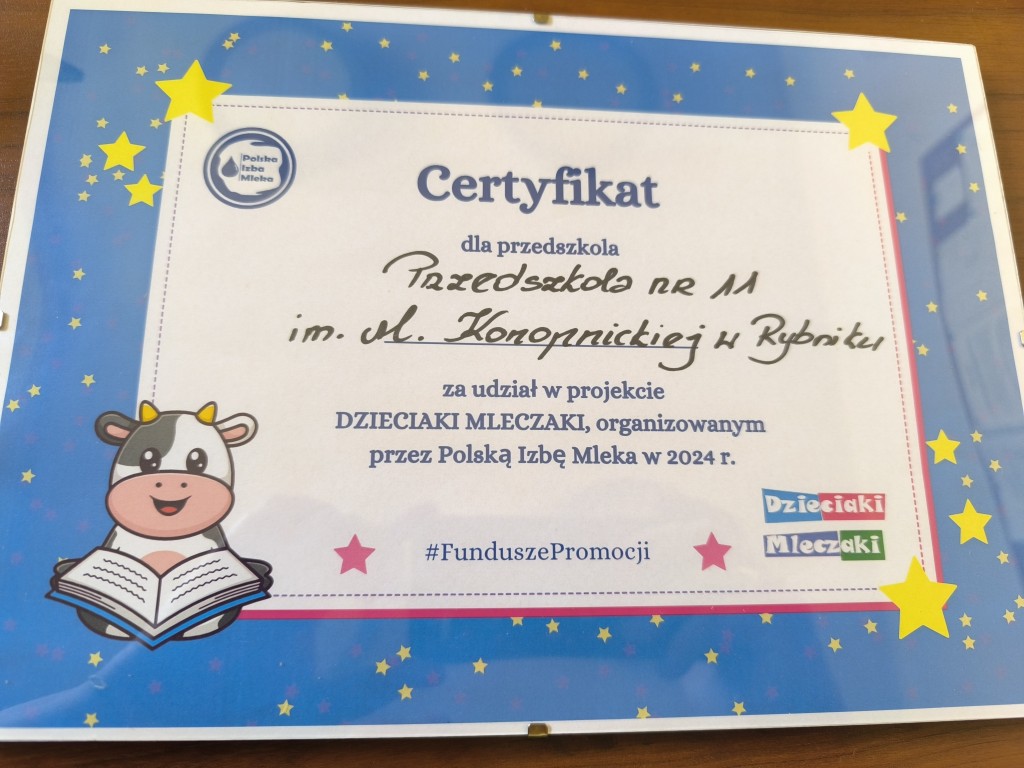 Polska
Izba
Mleka
Certyfikat
dla przedszkola
Przedszkola nr 11
im. M. Konopnickiej w Rybniku
za udział w projekcie
DZIECIAKI MLECZAKI, organizowanym
przez Polską Izbę Mleka w 2024 r.
Dzieciaki
Mleczaki
#FunduszePromocji